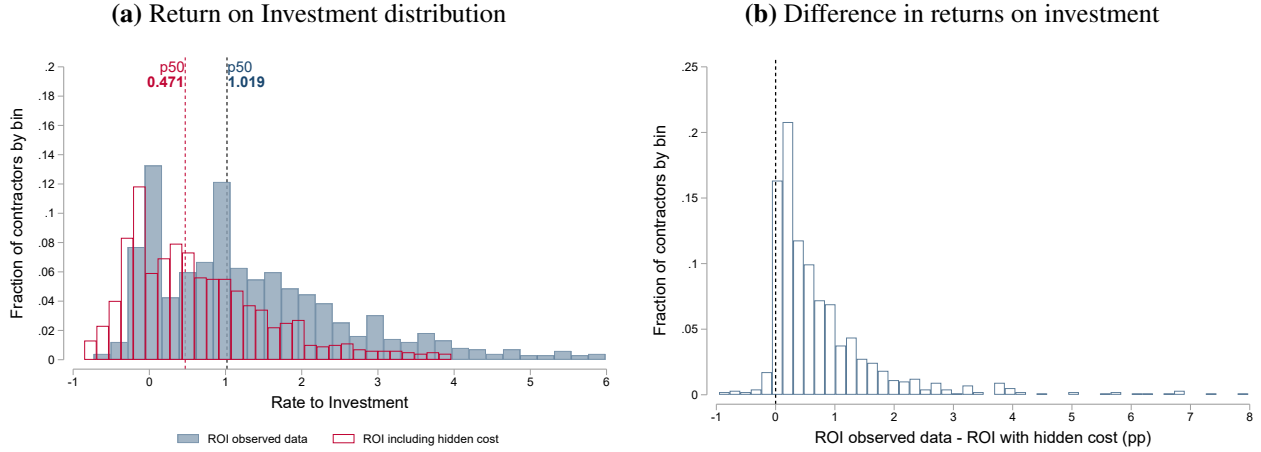 (a) Return on Investment distribution
p50
0.471
p50
1.019
.2
.18
.16
.14
.12
.1
.08
.06
.04
.02
0
Fraction of contractors by bin
-1 0 1 2 3 4 5 6
Rate to Investment
ROI observed data ROI including hidden cost
(b) Difference in returns on investment
.25
.2
.15
.1
.05
0
Fraction of contractors by bin
-1 0 1 2 3 4 5 6 7 8
ROI observed data - ROI with hidden cost (pp)